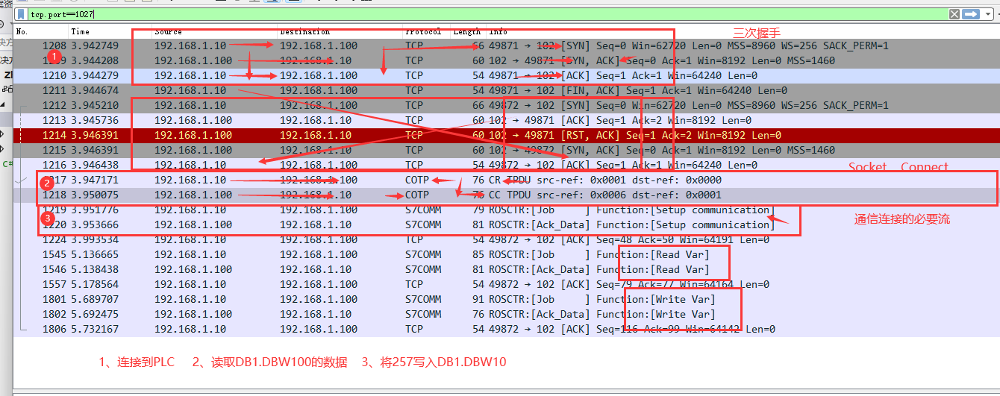 案资
tcp.port==102
No. Time Source Destination Protocol Length Info
三次握手
决方
1208 3.942749 192.168.1.10 192.168.1.100 TCP 66 49871 → 102 [SYN] Seq=0 Win=62720 Len=0 MSS=8960 WS=256 SACK_PERM=1
1
1209 3.944208 192.168.1.100 192.168.1.10 TCP 60 102 → 49871 [SYN, ACK] Seq=0 Ack=1 Win=8192 Len=0 MSS=1460
1210 3.944279 192.168.1.10 192.168.1.100 TCP 54 49871 → 102 [ACK] Seq=1 Ack=1 Win=64240 Len=0
1211 3.944674 192.168.1.10 192.168.1.100 TCP 54 49871 → 102 [FIN, ACK] Seq=1 Ack=1 Win=64240 Len=0
1212 3.945210 192.168.1.10 192.168.1.100 TCP 66 49872 → 102 [SYN] Seq=0 Win=62720 Len=0 MSS=8960 WS=256 SACK_PERM=1
1213 3.945736 192.168.1.100 192.168.1.10 TCP 60 102 → 49871 [ACK] Seq=1 Ack=2 Win=8192 Len=0
1214 3.946391 192.168.1.100 192.168.1.10 TCP 60 102 → 49871 [RST, ACK] Seq=1 Ack=2 Win=8192 Len=0
1215 3.946391 192.168.1.100 192.168.1.10 TCP 60 102 → 49872 [SYN, ACK] Seq=0 Ack=1 Win=8192 Len=0 MSS=1460
1216 3.946438 192.168.1.10 192.168.1.100 TCP 54 49872 → 102 [ACK] Seq=1 Ack=1 Win=64240 Len=0
Socket Connect
2
1217 3.947171 192.168.1.10 192.168.1.100 COTP 76 CR TPDU src-ref: 0x0001 dst-ref: 0x0000
1218 3.950075 192.168.1.100 192.168.1.10 COTP 76 CC TPDU src-ref: 0x0006 dst-ref: 0x0001
3
1219 3.951776 192.168.1.10 192.168.1.100 S7COMM 79 ROSCTR:[Job ] Function:[Setup communication]
通信连接的必要流
1220 3.953666 192.168.1.100 192.168.1.10 S7COMM 81 ROSCTR:[Ack_Data] Function:[Setup communication]
1224 3.993534 192.168.1.10 192.168.1.100 TCP 54 49872 → 102 [ACK] Seq=48 Ack=50 Win=64191 Len=0
1545 5.136665 192.168.1.10 192.168.1.100 S7COMM 85 ROSCTR:[Job ] Function:[Read Var]
1546 5.138438 192.168.1.100 192.168.1.10 S7COMM 81 ROSCTR:[Ack_Data] Function:[Read Var]
1557 5.178564 192.168.1.10 192.168.1.100 TCP 54 49872 → 102 [ACK] Seq=79 Ack=77 Win=64164 Len=0
1801 5.689707 192.168.1.10 192.168.1.100 S7COMM 91 ROSCTR:[Job ] Function:[Write Var]
1802 5.692475 192.168.1.100 192.168.1.10 S7COMM 76 ROSCTR:[Ack_Data] Function:[Write Var]
1806 5.732167 192.168.1.10 192.168.1.100 TCP 54 49872 → 102 [ACK] Seq=116 Ack=99 Win=64142 Len=0
1、连接到PLC 2、读取DB1.DBW100的数据 3、将257写入DB1.DBW10